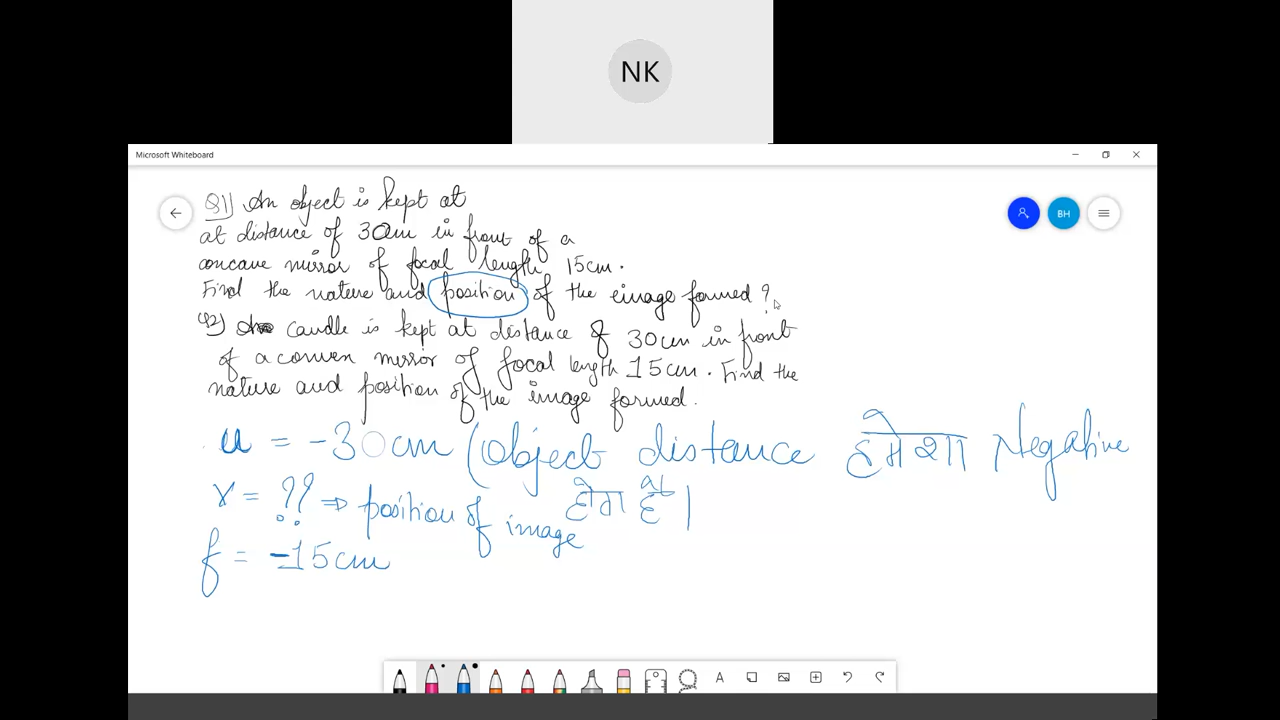 NK
Microsoft Whiteboard
Q1) An object is kept at
at distance of 30cm in front of a
concave mirror of focal length 15cm.
Find the nature and position of the image formed?
Q2) A candle is kept at distance of 30cm in front
of a convex mirror of focal length 15cm. Find the
nature and position of the image formed.
BH
u = -30cm (Object distance हमेशा Negative
होता है।
v = ?? ⇒ position of image
f = -15cm
A